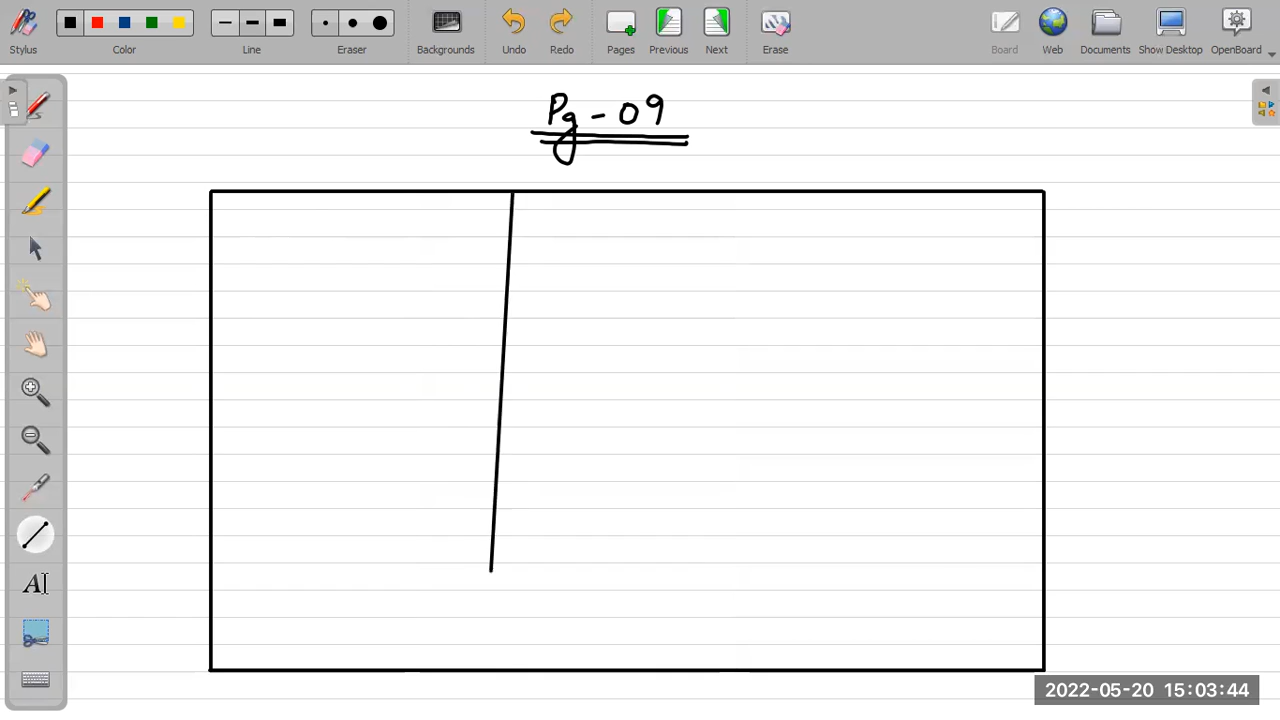 Stylus Color Line Eraser Backgrounds Undo Redo Pages Previous Next Erase Board Web Documents Show Desktop OpenBoard
Pg - 09
AI
2022-05-20 15:03:44